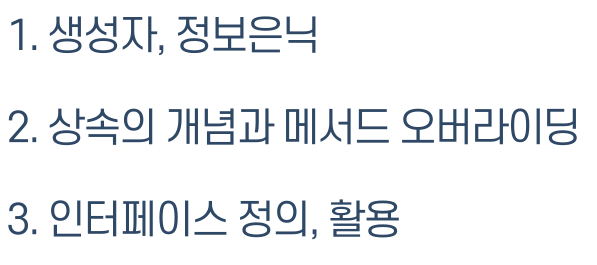 1. 생성자, 정보은닉
2. 상속의 개념과 메서드 오버라이딩
3. 인터페이스 정의, 활용